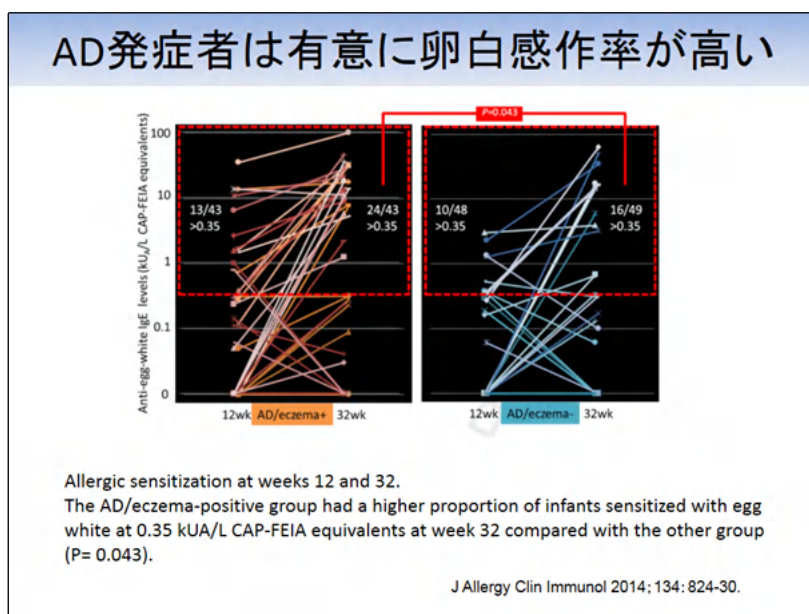 AD発症者は有意に卵白感作率が高い
P=0.043
Anti-egg-white IgE levels (kUA/L CAP-FEIA equivalents)
100
10
1
0.1
0
13/43
>0.35
24/43
>0.35
10/48
>0.35
16/49
>0.35
12wk AD/eczema+ 32wk
12wk AD/eczema- 32wk
Allergic sensitization at weeks 12 and 32.
The AD/eczema-positive group had a higher proportion of infants sensitized with egg
white at 0.35 kUA/L CAP-FEIA equivalents at week 32 compared with the other group
(P= 0.043).
J Allergy Clin Immunol 2014; 134: 824-30.